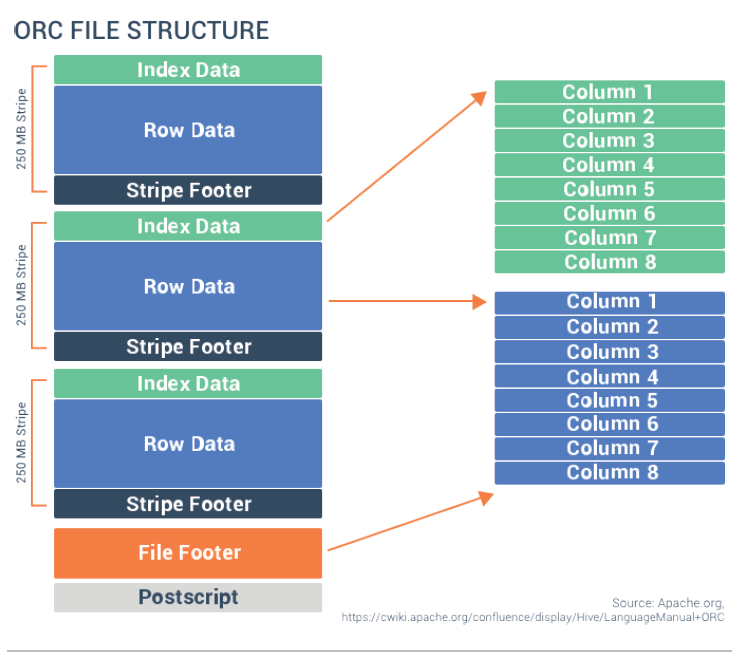 ORC FILE STRUCTURE
250 MB Stripe
Index Data
Row Data
Stripe Footer
250 MB Stripe
Index Data
Row Data
Stripe Footer
250 MB Stripe
Index Data
Row Data
Stripe Footer
File Footer
Postscript
Column 1
Column 2
Column 3
Column 4
Column 5
Column 6
Column 7
Column 8
Column 1
Column 2
Column 3
Column 4
Column 5
Column 6
Column 7
Column 8
Source: Apache.org,
https://cwiki.apache.org/confluence/display/Hive/LanguageManual+ORC